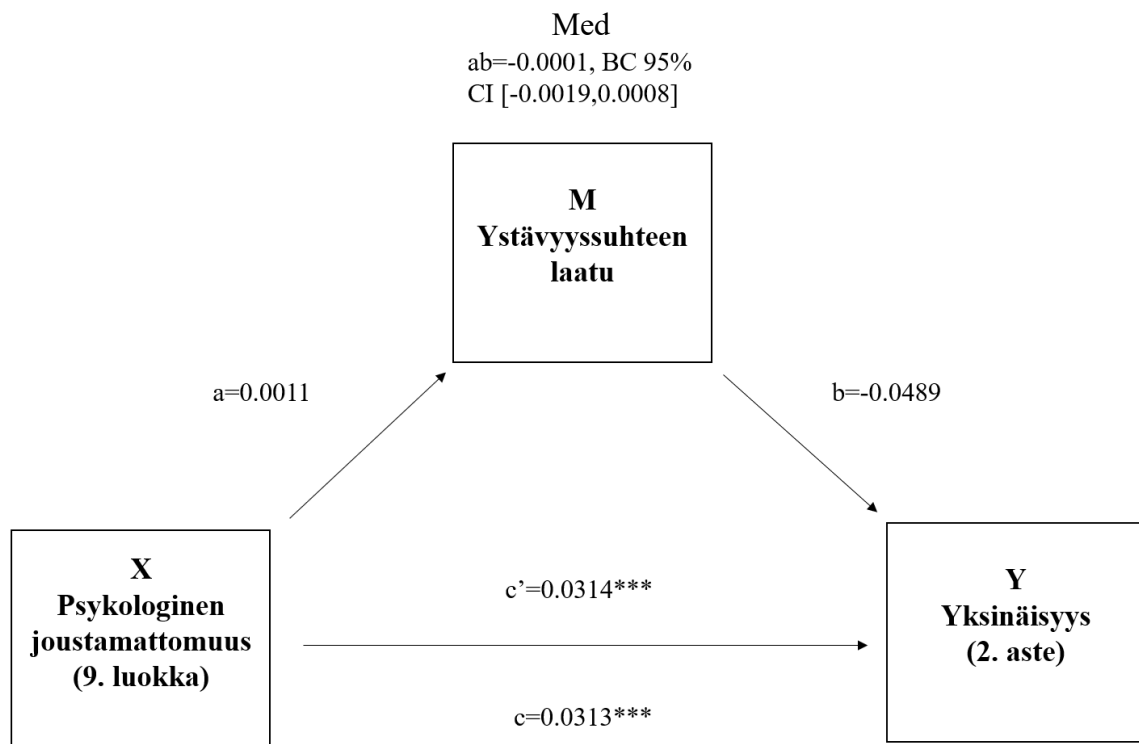 Med
ab=-0.0001, BC 95%
CI [-0.0019,0.0008]
M
Ystävyyssuhteen
laatu
a=0.0011
b=-0.0489
X
Psykologinen
joustamattomuus
(9. luokka)
c’=0.0314***
c=0.0313***
Y
Yksinäisyys
(2. aste)